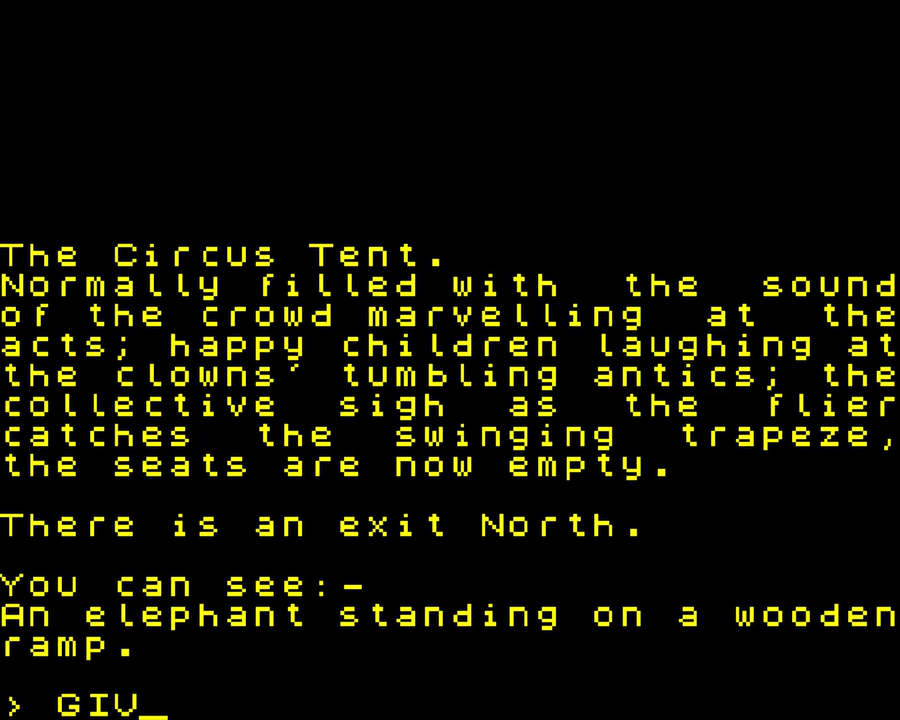 The Circus Tent.
Normally filled with the sound
of the crowd marvelling at the
acts; happy children laughing at
the clowns' tumbling antics; the
collective sigh as the flier
catches the swinging trapeze,
the seats are now empty.
There is an exit North.
You can see:-
An elephant standing on a wooden
ramp.
> GIV_